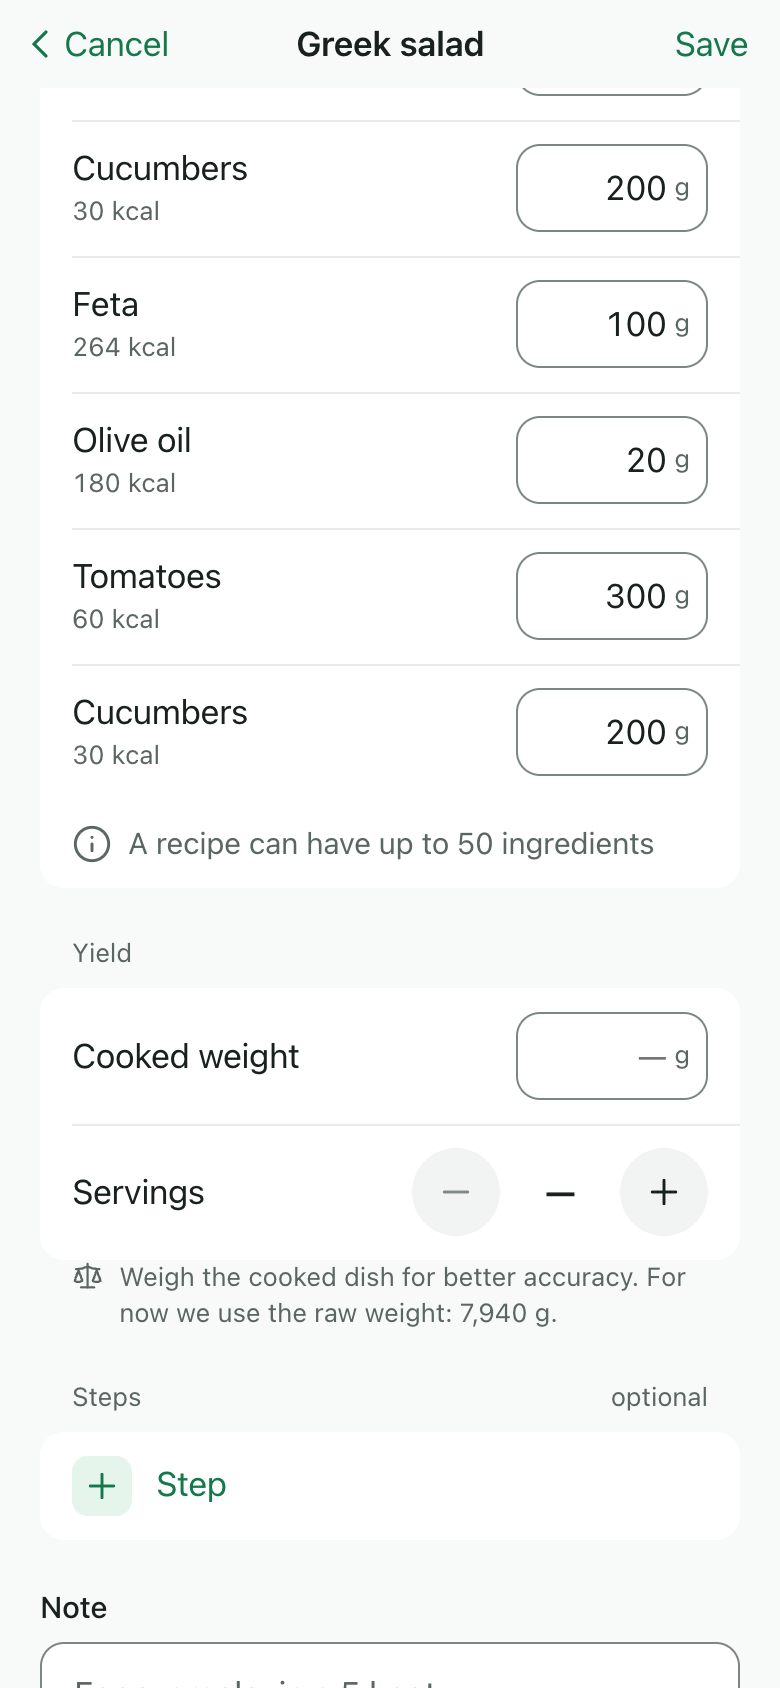 Cancel
Greek salad
Save
Cucumbers
30 kcal
200 g
Feta
264 kcal
100 g
Olive oil
180 kcal
20 g
Tomatoes
60 kcal
300 g
Cucumbers
30 kcal
200 g
A recipe can have up to 50 ingredients
Yield
Cooked weight
— g
Servings
—
Weigh the cooked dish for better accuracy. For
now we use the raw weight: 7,940 g.
Steps
optional
Step
Note